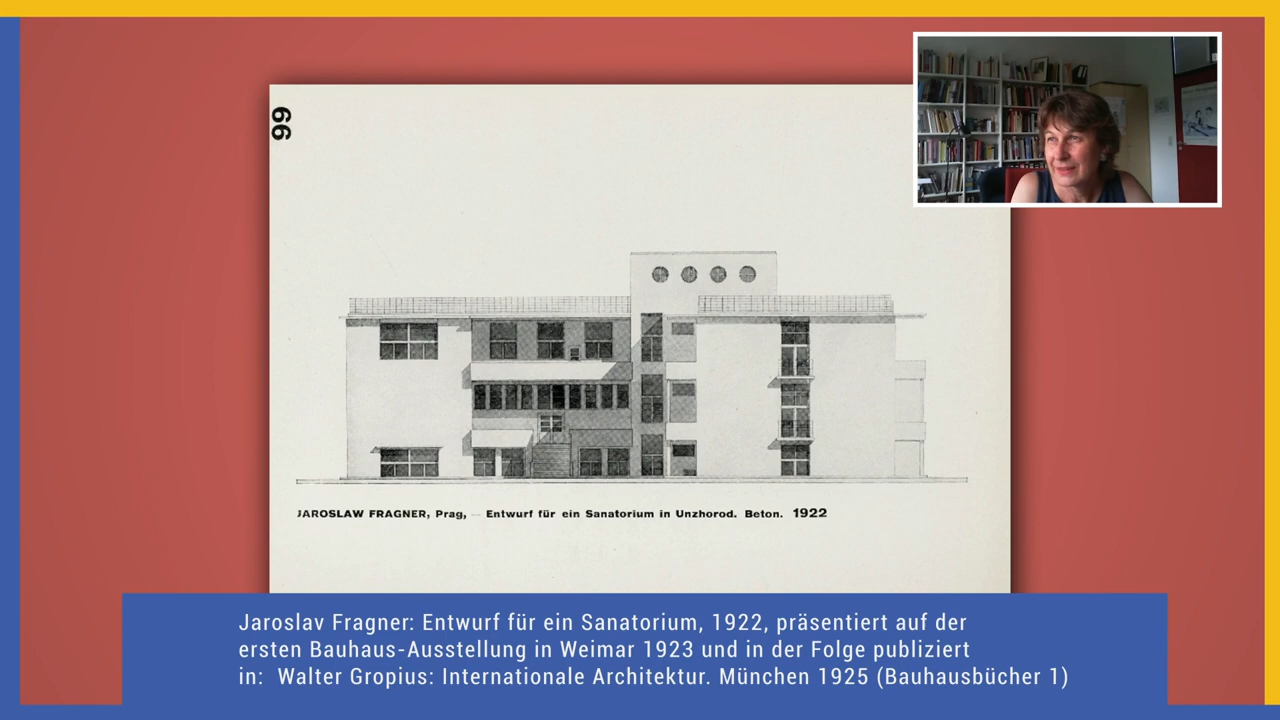 99
JAROSLAW FRAGNER, Prag, — Entwurf für ein Sanatorium in Unzhorod. Beton. 1922
Jaroslav Fragner: Entwurf für ein Sanatorium, 1922, präsentiert auf der
ersten Bauhaus-Ausstellung in Weimar 1923 und in der Folge publiziert
in: Walter Gropius: Internationale Architektur. München 1925 (Bauhausbücher 1)